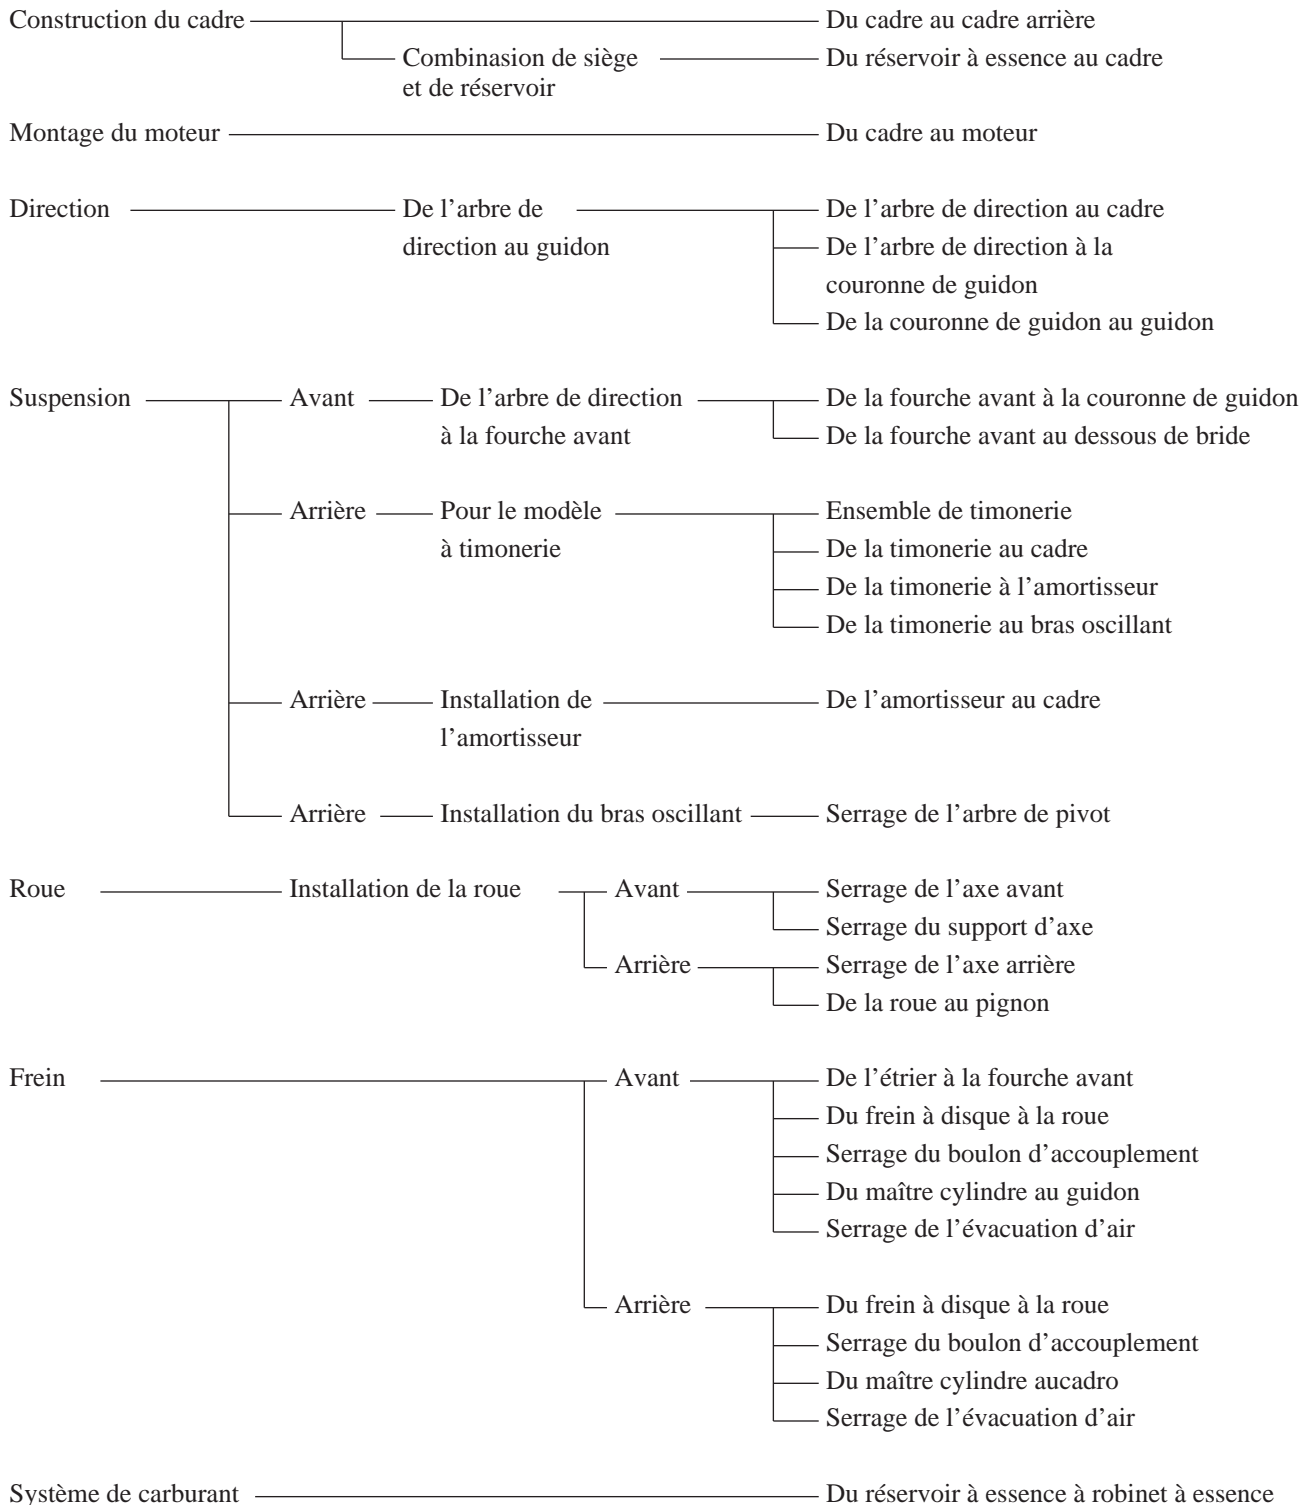 Construction du cadre Du cadre au cadre arrière
Combinasion de siège Du réservoir à essence au cadre
et de réservoir
Montage du moteur Du cadre au moteur
Direction De l’arbre de De l’arbre de direction au cadre
direction au guidon De l’arbre de direction à la
couronne de guidon
De la couronne de guidon au guidon
Suspension Avant De l’arbre de direction De la fourche avant à la couronne de guidon
à la fourche avant De la fourche avant au dessous de bride
Arrière Pour le modèle Ensemble de timonerie
à timonerie De la timonerie au cadre
De la timonerie à l’amortisseur
De la timonerie au bras oscillant
Arrière Installation de De l’amortisseur au cadre
l’amortisseur
Arrière Installation du bras oscillant Serrage de l’arbre de pivot
Roue Installation de la roue Avant Serrage de l’axe avant
Serrage du support d’axe
Arrière Serrage de l’axe arrière
De la roue au pignon
Frein Avant De l’étrier à la fourche avant
Du frein à disque à la roue
Serrage du boulon d’accouplement
Du maître cylindre au guidon
Serrage de l’évacuation d’air
Arrière Du frein à disque à la roue
Serrage du boulon d’accouplement
Du maître cylindre aucadro
Serrage de l’évacuation d’air
Système de carburant Du réservoir à essence à robinet à essence